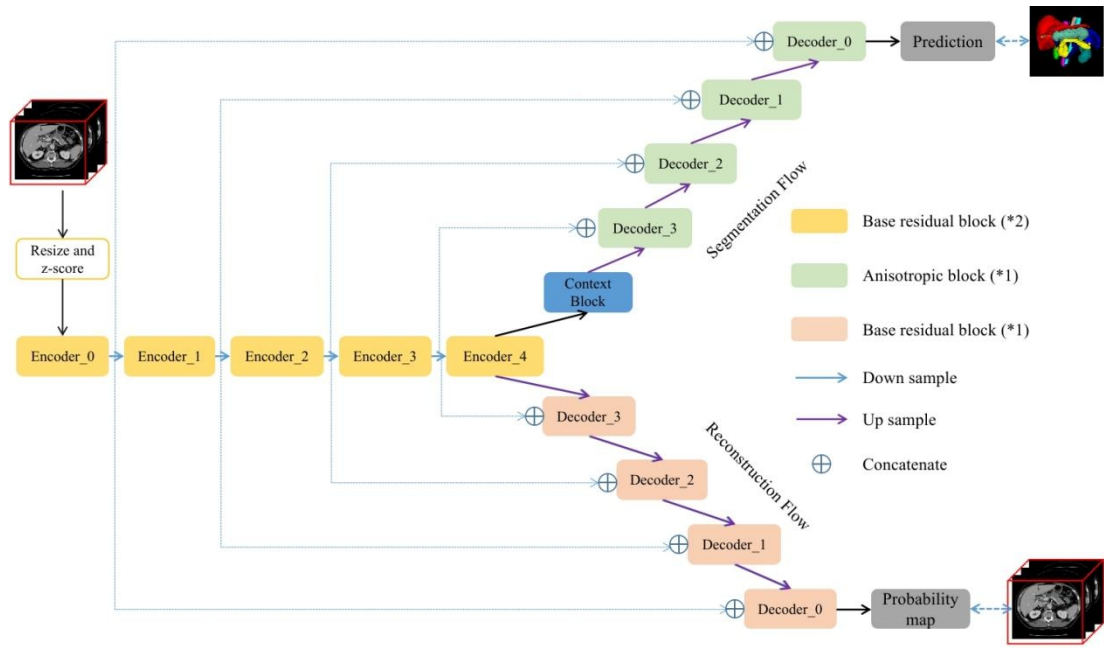 Decoder_0
Prediction
Decoder_1
Decoder_2
Decoder_3
Segmentation Flow
Resize and
z-score
Context
Block
Encoder_0
Encoder_1
Encoder_2
Encoder_3
Encoder_4
Decoder_3
Reconstruction Flow
Decoder_2
Decoder_1
Decoder_0
Probability
map
Base residual block (*2)
Anisotropic block (*1)
Base residual block (*1)
Down sample
Up sample
Concatenate